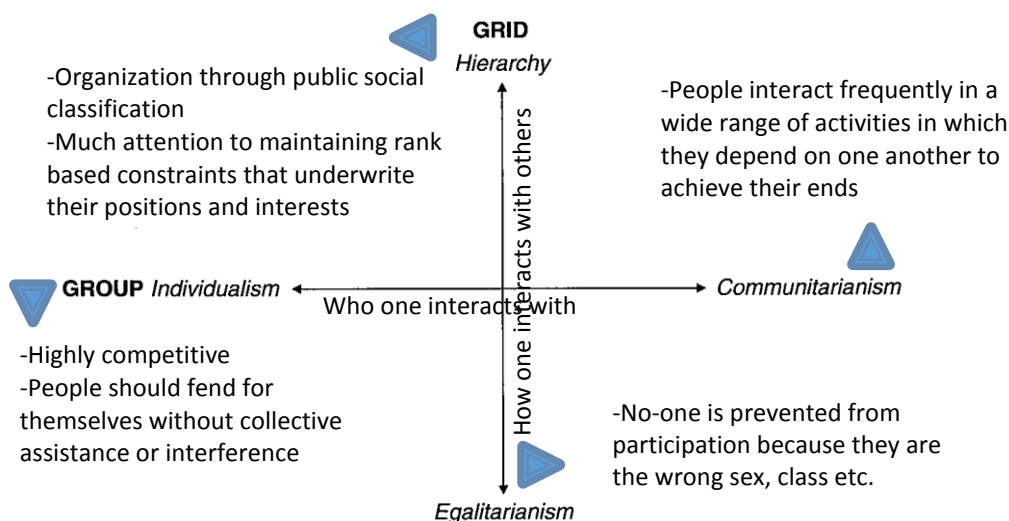 GRID
Hierarchy
-Organization through public social
classification
-Much attention to maintaining rank
based constraints that underwrite
their positions and interests
-People interact frequently in a
wide range of activities in which
they depend on one another to
achieve their ends
How one interacts with others
GROUP Individualism
Who one interacts with
Communitarianism
-Highly competitive
-People should fend for
themselves without collective
assistance or interference
-No-one is prevented from
participation because they are
the wrong sex, class etc.
Egalitarianism